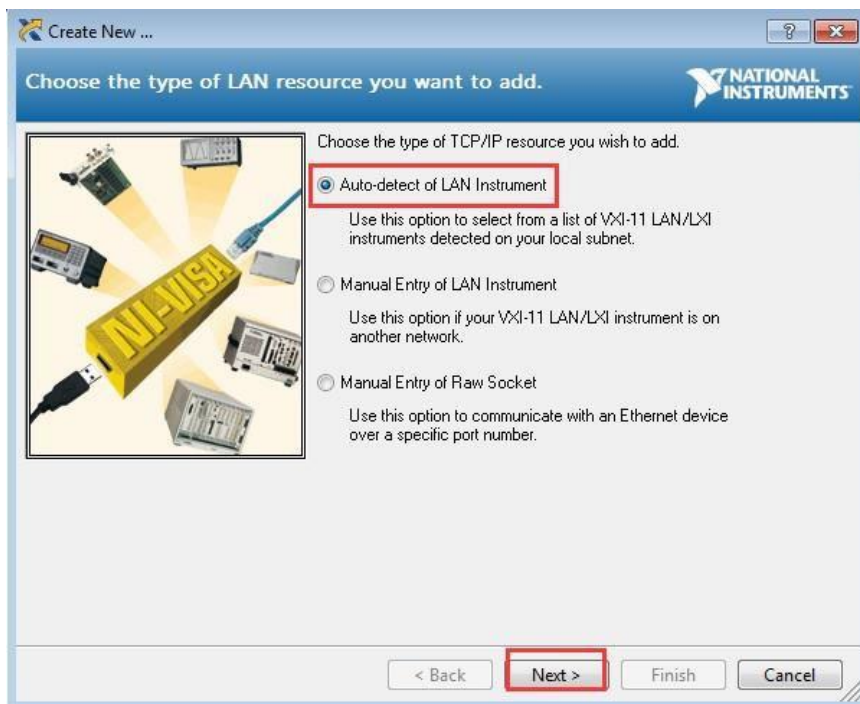 Create New ...
Choose the type of LAN resource you want to add.
NATIONAL
INSTRUMENTS
Choose the type of TCP/IP resource you wish to add.
Auto-detect of LAN Instrument
Use this option to select from a list of VXI-11 LAN/LXI
instruments detected on your local subnet.
Manual Entry of LAN Instrument
Use this option if your VXI-11 LAN/LXI instrument is on
another network.
Manual Entry of Raw Socket
Use this option to communicate with an Ethernet device
over a specific port number.
NI-VISA
< Back
Next >
Finish
Cancel